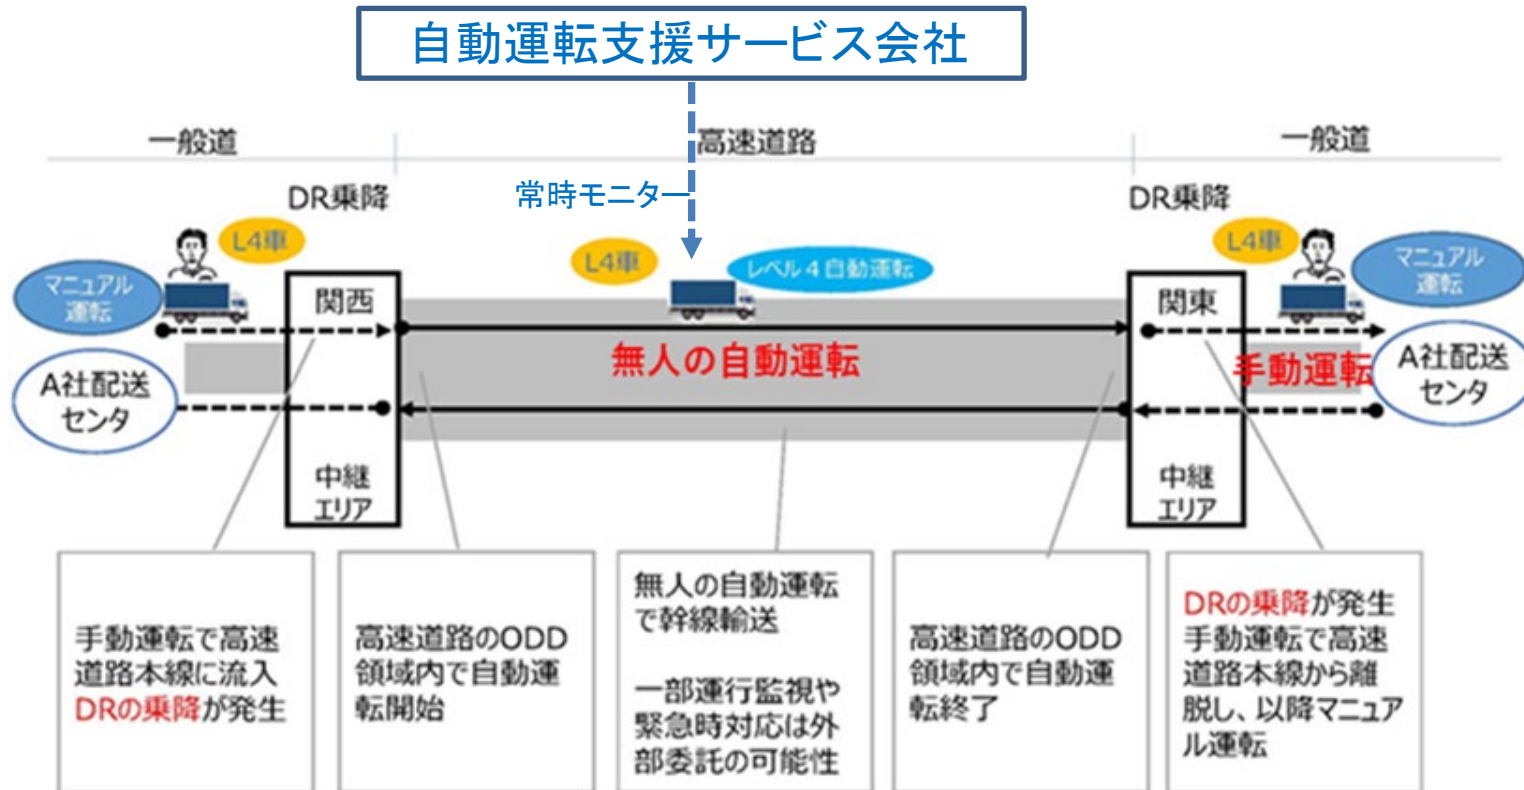 自動運転支援サービス会社
一般道
高速道路
一般道
常時モニター
DR乗降
DR乗降
L4車
L4車
レベル4自動運転
L4車
マニュアル
運転
マニュアル
運転
関西
関東
無人の自動運転
手動運転
A社配送
センタ
A社配送
センタ
中継
エリア
中継
エリア
手動運転で高速
道路本線に流入
DRの乗降が発生
高速道路のODD
領域内で自動運
転開始
無人の自動運転
で幹線輸送
一部運行監視や
緊急時対応は外
部委託の可能性
高速道路のODD
領域内で自動運
転終了
DRの乗降が発生
手動運転で高速
道路本線から離
脱し、以降マニュア
ル運転